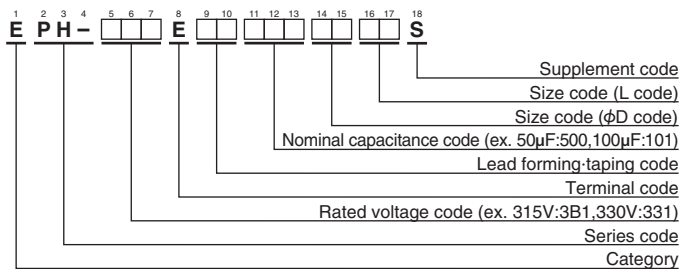 1 2 3 4 5 6 7 8 9 10 11 12 13 14 15 16 17 18
E P H – E S
Supplement code
Size code (L code)
Size code (ϕD code)
Nominal capacitance code (ex. 50μF:500,100μF:101)
Lead forming·taping code
Terminal code
Rated voltage code (ex. 315V:3B1,330V:331)
Series code
Category